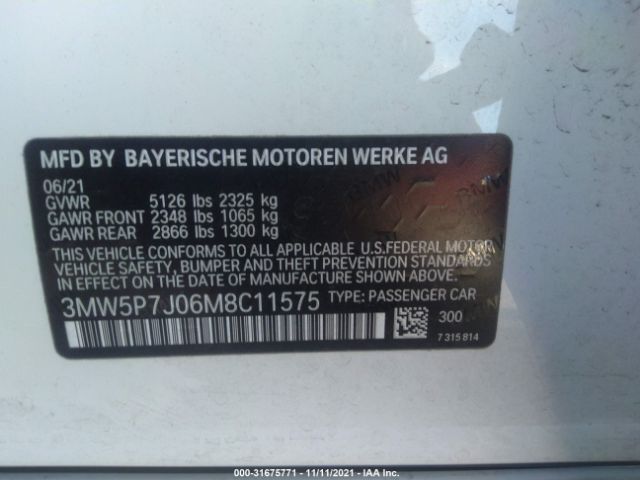 MFD BY BAYERISCHE MOTOREN WERKE AG
06/21
GVWR 5126 lbs 2325 kg
GAWR FRONT 2348 lbs 1065 kg
GAWR REAR 2866 lbs 1300 kg
THIS VEHICLE CONFORMS TO ALL APPLICABLE U.S.FEDERAL MOTOR
VEHICLE SAFETY, BUMPER AND THEFT PREVENTION STANDARDS
IN EFFECT ON THE DATE OF MANUFACTURE SHOWN ABOVE.
3MW5P7J06M8C11575 TYPE: PASSENGER CAR
300
7 315 814
BMW
BMW
000-31675771 - 11/11/2021 - IAA Inc.